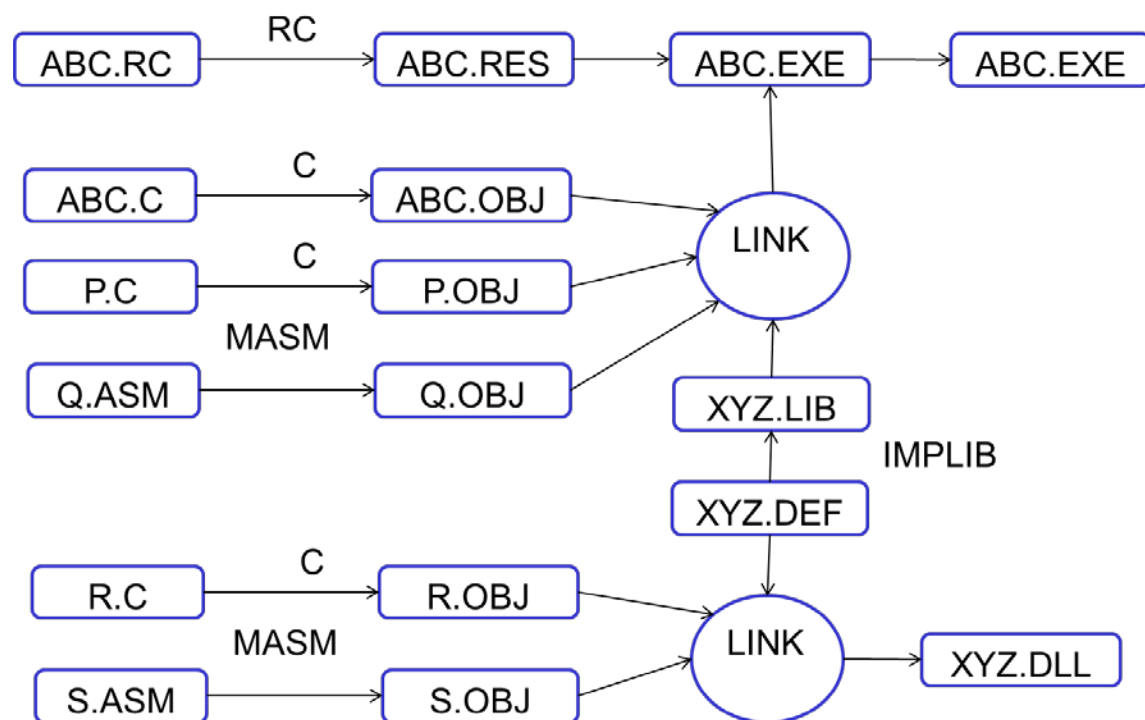 RC
ABC.RC
ABC.RES
ABC.EXE
ABC.EXE
C
ABC.C
ABC.OBJ
LINK
C
P.C
P.OBJ
MASM
Q.ASM
Q.OBJ
XYZ.LIB
IMPLIB
XYZ.DEF
C
R.C
R.OBJ
MASM
LINK
XYZ.DLL
S.ASM
S.OBJ